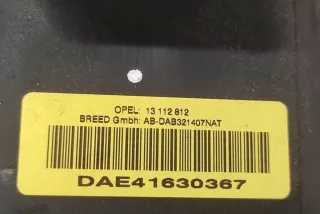 OPEL: 13 112 812
BREED Gmbh: AB-DAB321407NAT
DAE41630367